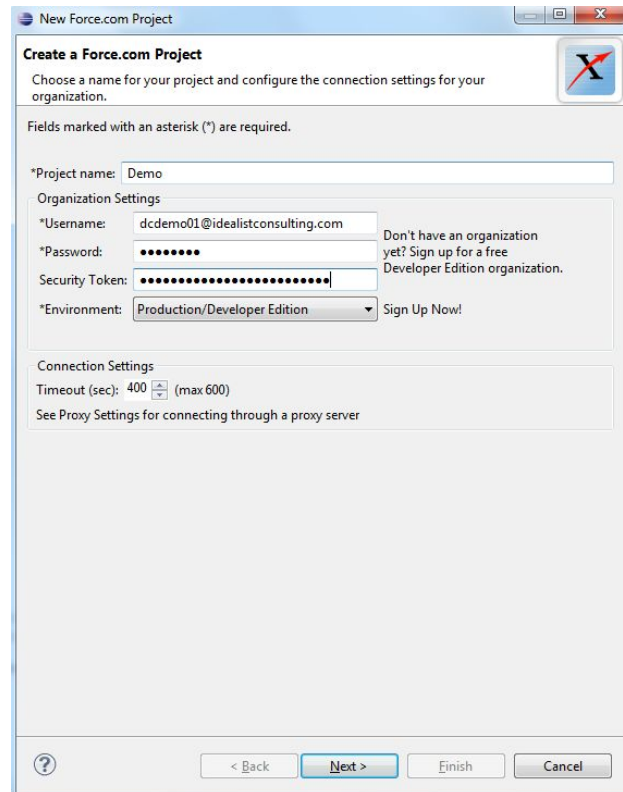 New Force.com Project
Create a Force.com Project
Choose a name for your project and configure the connection settings for your
organization.
Fields marked with an asterisk (*) are required.
*Project name: Demo
Organization Settings
*Username: dcdemo01@idealistconsulting.com
*Password: ●●●●●●●●
Security Token: ●●●●●●●●●●●●●●●●●●●●●●●●●
*Environment: Production/Developer Edition
Don't have an organization
yet? Sign up for a free
Developer Edition organization.
Sign Up Now!
Connection Settings
Timeout (sec): 400 (max 600)
See Proxy Settings for connecting through a proxy server
? < Back Next > Finish Cancel